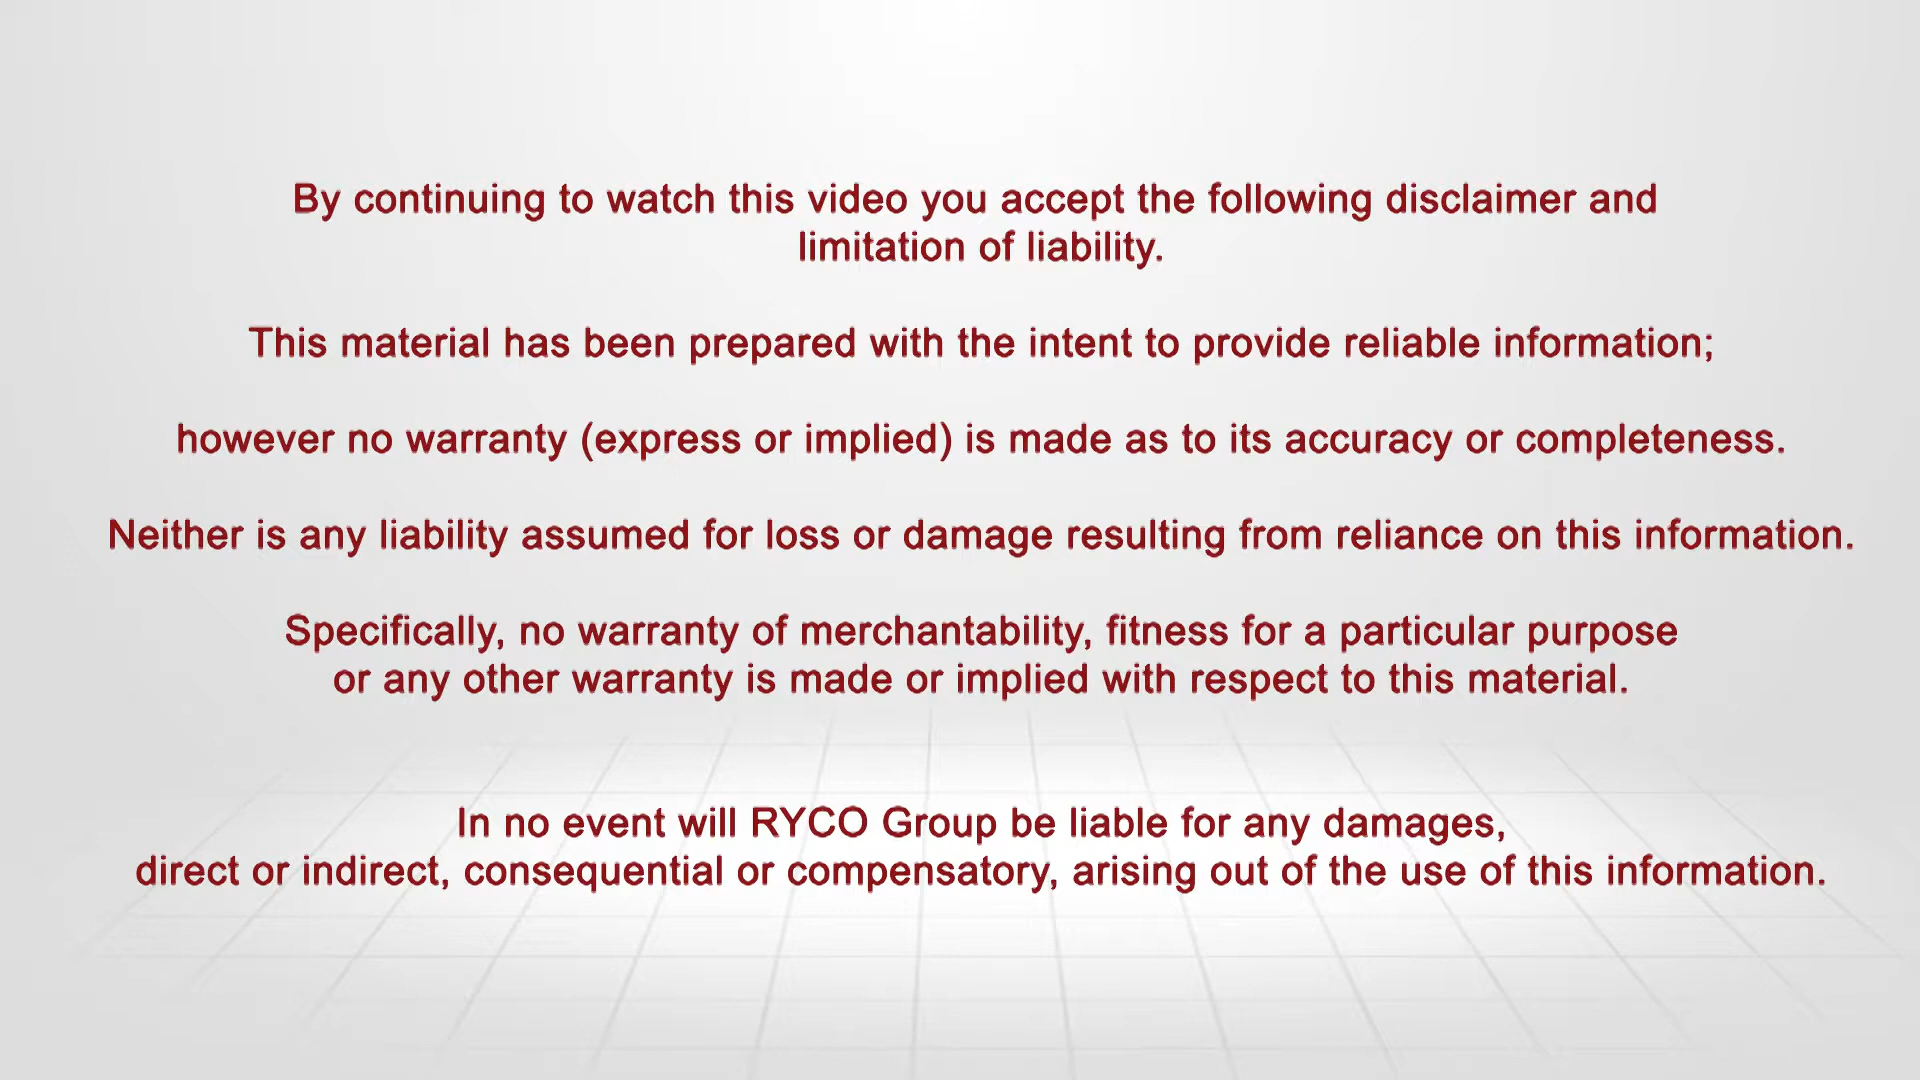 By continuing to watch this video you accept the following disclaimer and
limitation of liability.
This material has been prepared with the intent to provide reliable information;
however no warranty (express or implied) is made as to its accuracy or completeness.
Neither is any liability assumed for loss or damage resulting from reliance on this information.
Specifically, no warranty of merchantability, fitness for a particular purpose
or any other warranty is made or implied with respect to this material.
In no event will RYCO Group be liable for any damages,
direct or indirect, consequential or compensatory, arising out of the use of this information.